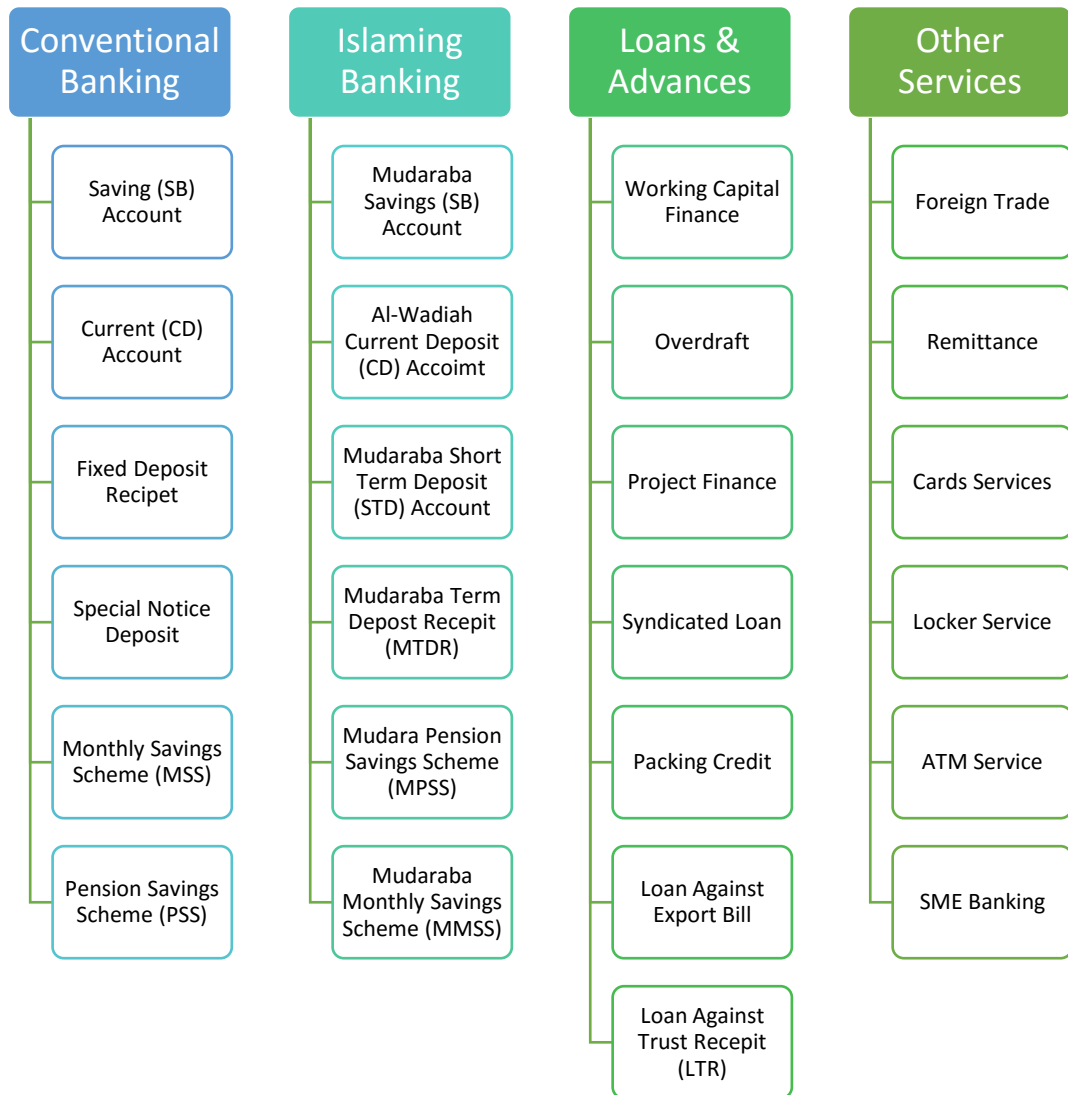 Conventional
Banking
Saving (SB)
Account
Current (CD)
Account
Fixed Deposit
Recipet
Special Notice
Deposit
Monthly Savings
Scheme (MSS)
Pension Savings
Scheme (PSS)
Islaming
Banking
Mudaraba
Savings (SB)
Account
Al-Wadiah
Current Deposit
(CD) Accoimt
Mudaraba Short
Term Deposit
(STD) Account
Mudaraba Term
Depost Recepit
(MTDR)
Mudara Pension
Savings Scheme
(MPSS)
Mudaraba
Monthly Savings
Scheme (MMSS)
Loans &
Advances
Working Capital
Finance
Overdraft
Project Finance
Syndicated Loan
Packing Credit
Loan Against
Export Bill
Loan Against
Trust Recepit
(LTR)
Other
Services
Foreign Trade
Remittance
Cards Services
Locker Service
ATM Service
SME Banking